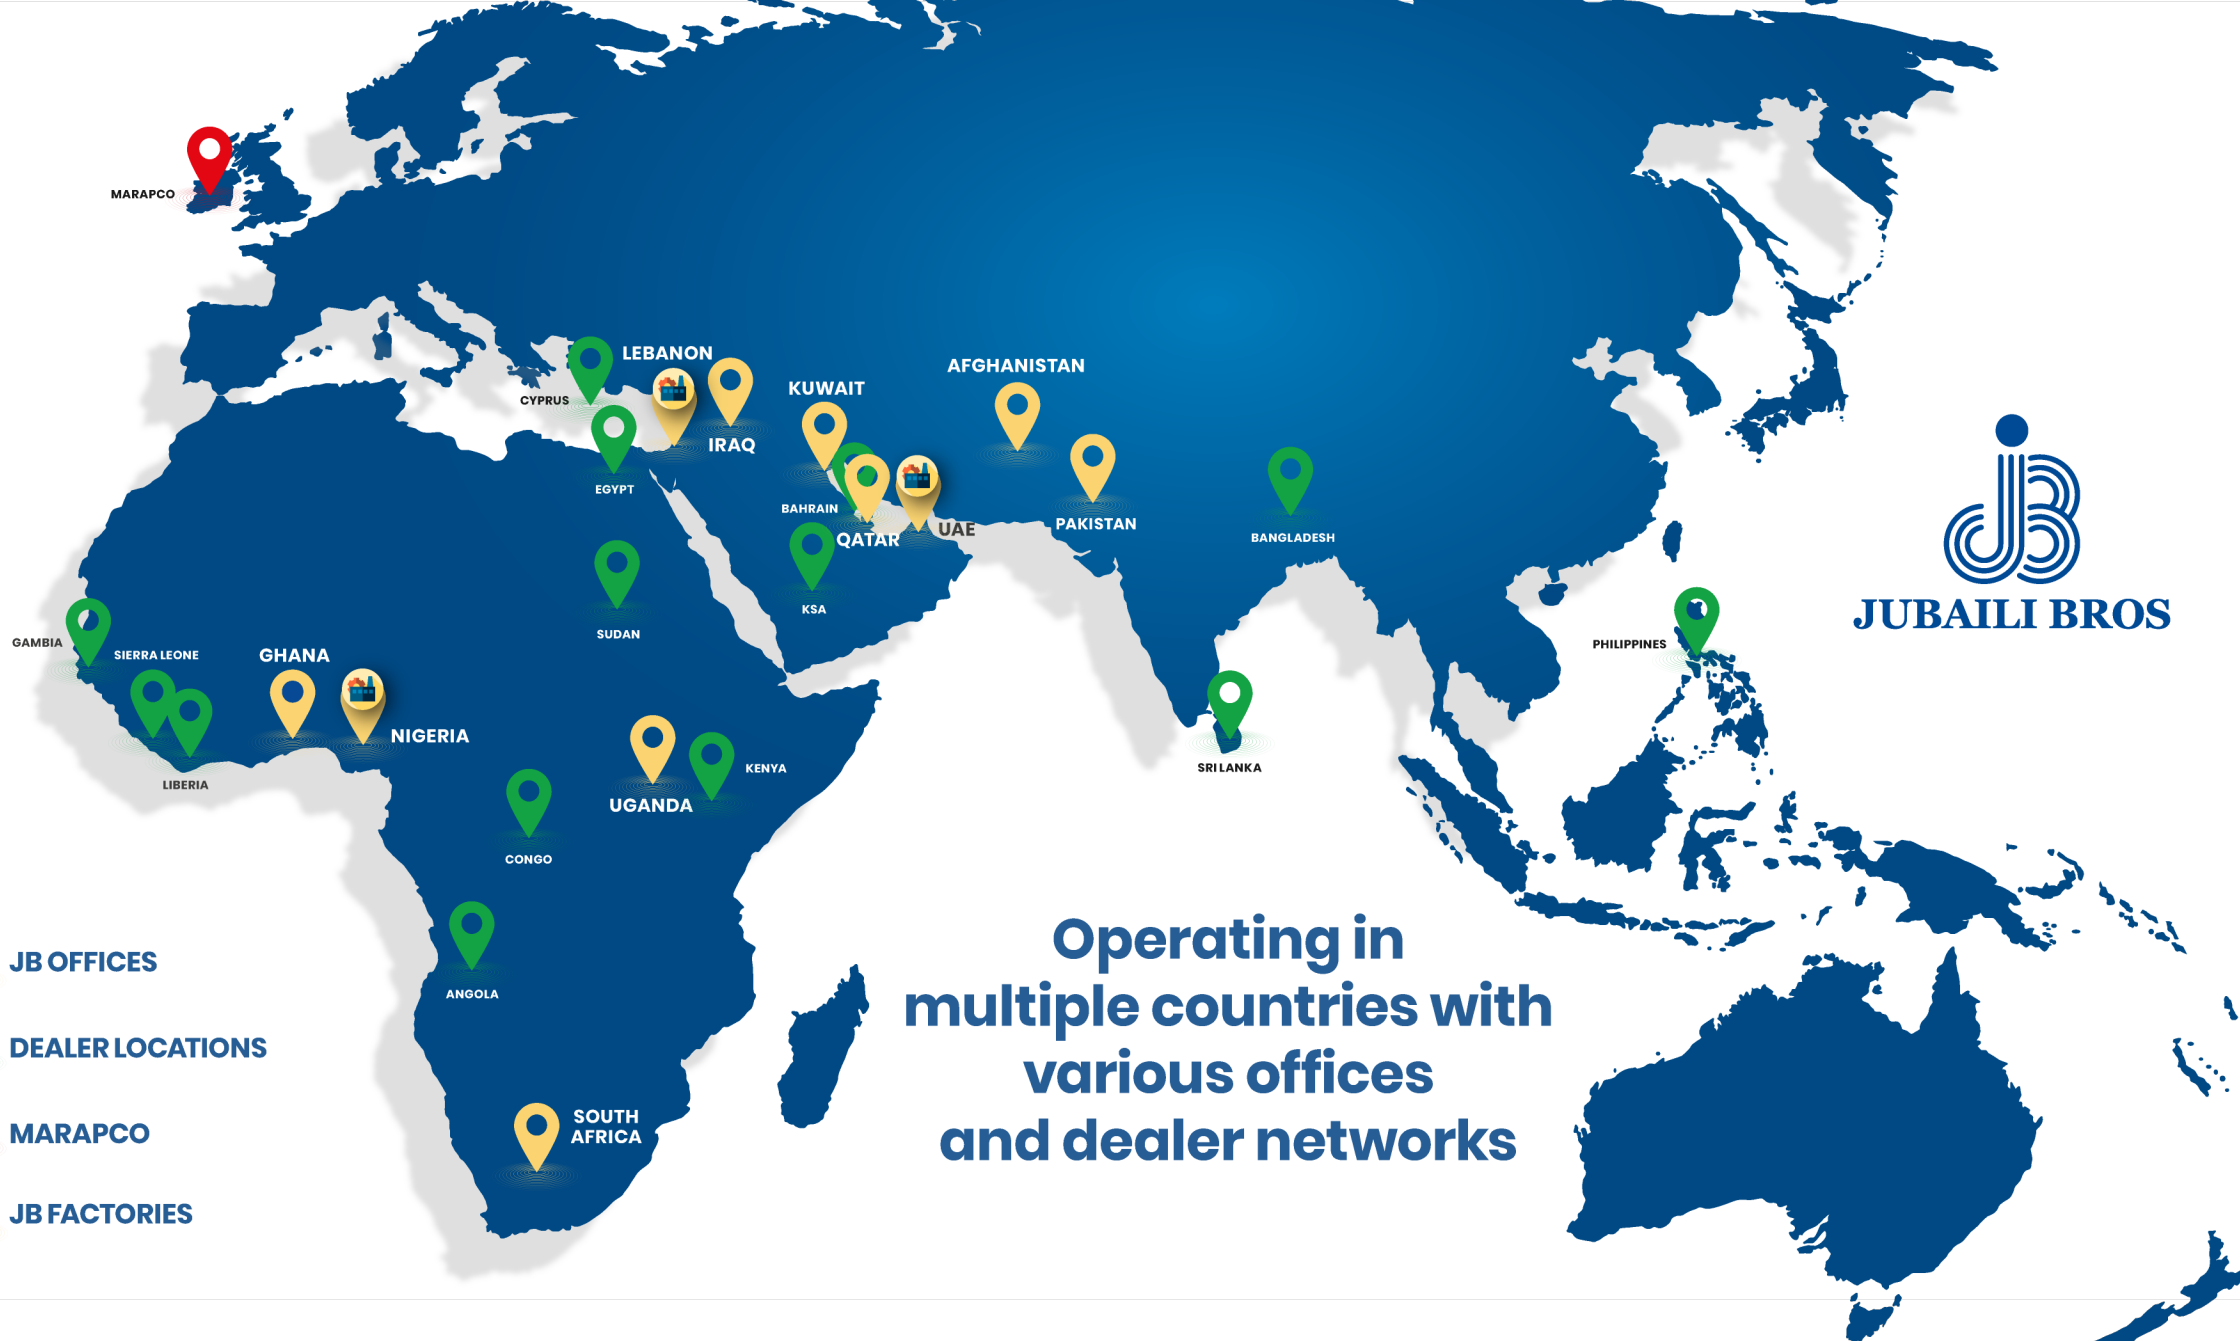 MARAPCO
LEBANON
CYPRUS
IRAQ
KUWAIT
AFGHANISTAN
EGYPT
BAHRAIN
QATAR
UAE
PAKISTAN
BANGLADESH
KSA
SUDAN
GAMBIA
SIERRA LEONE
GHANA
NIGERIA
LIBERIA
UGANDA
KENYA
CONGO
ANGOLA
SOUTH
AFRICA
SRI LANKA
PHILIPPINES
JUBAILI BROS
JB OFFICES
DEALER LOCATIONS
MARAPCO
JB FACTORIES
Operating in
multiple countries with
various offices
and dealer networks